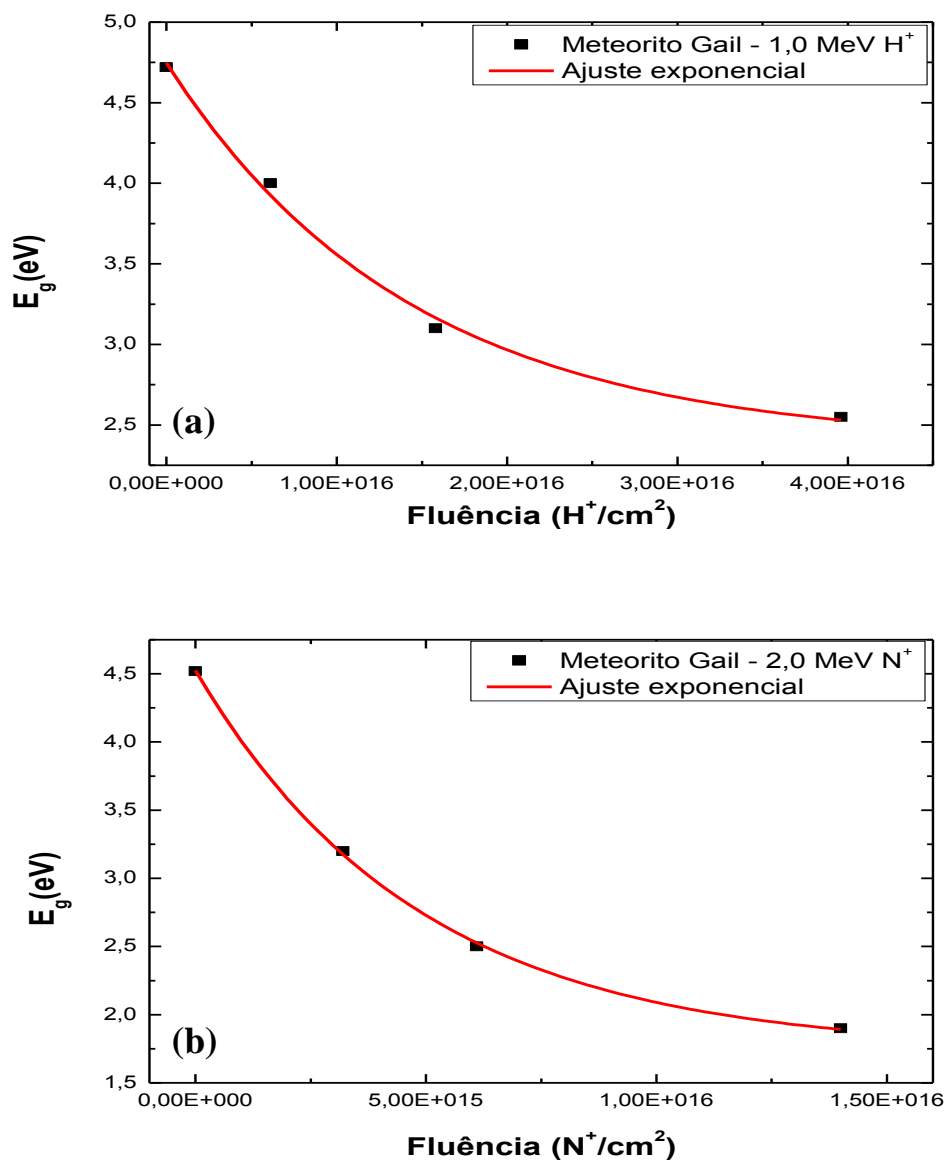 5,0
4,5
4,0
3,5
3,0
2,5
E_g(eV)
Meteorito Gail - 1,0 MeV H⁺
Ajuste exponencial
(a)
0,00E+000 1,00E+016 2,00E+016 3,00E+016 4,00E+016
Fluência (H⁺/cm²)
4,5
4,0
3,5
3,0
2,5
2,0
1,5
E_g(eV)
Meteorito Gail - 2,0 MeV N⁺
Ajuste exponencial
(b)
0,00E+000 5,00E+015 1,00E+016 1,50E+016
Fluência (N⁺/cm²)